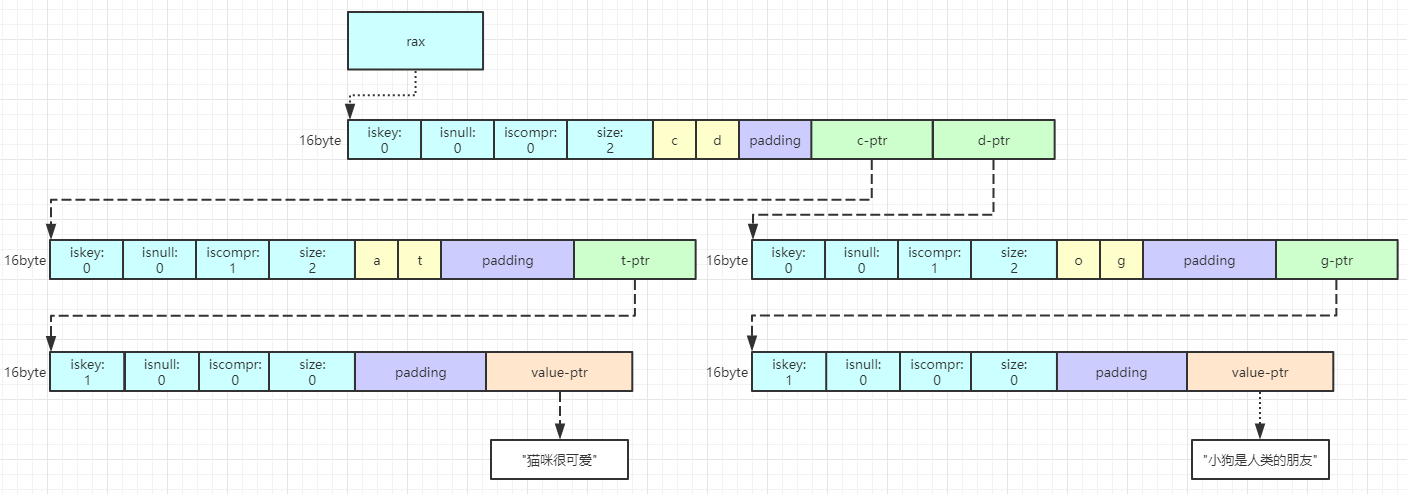 rax
16byte
iskey:
0
isnull:
0
iscompr:
0
size:
2
c
d
padding
c-ptr
d-ptr
16byte
iskey:
0
isnull:
0
iscompr:
1
size:
2
a
t
padding
t-ptr
16byte
iskey:
0
isnull:
0
iscompr:
1
size:
2
o
g
padding
g-ptr
16byte
iskey:
1
isnull:
0
iscompr:
0
size:
0
padding
value-ptr
16byte
iskey:
1
isnull:
0
iscompr:
0
size:
0
padding
value-ptr
"猫咪很可爱"
"小狗是人类的朋友"